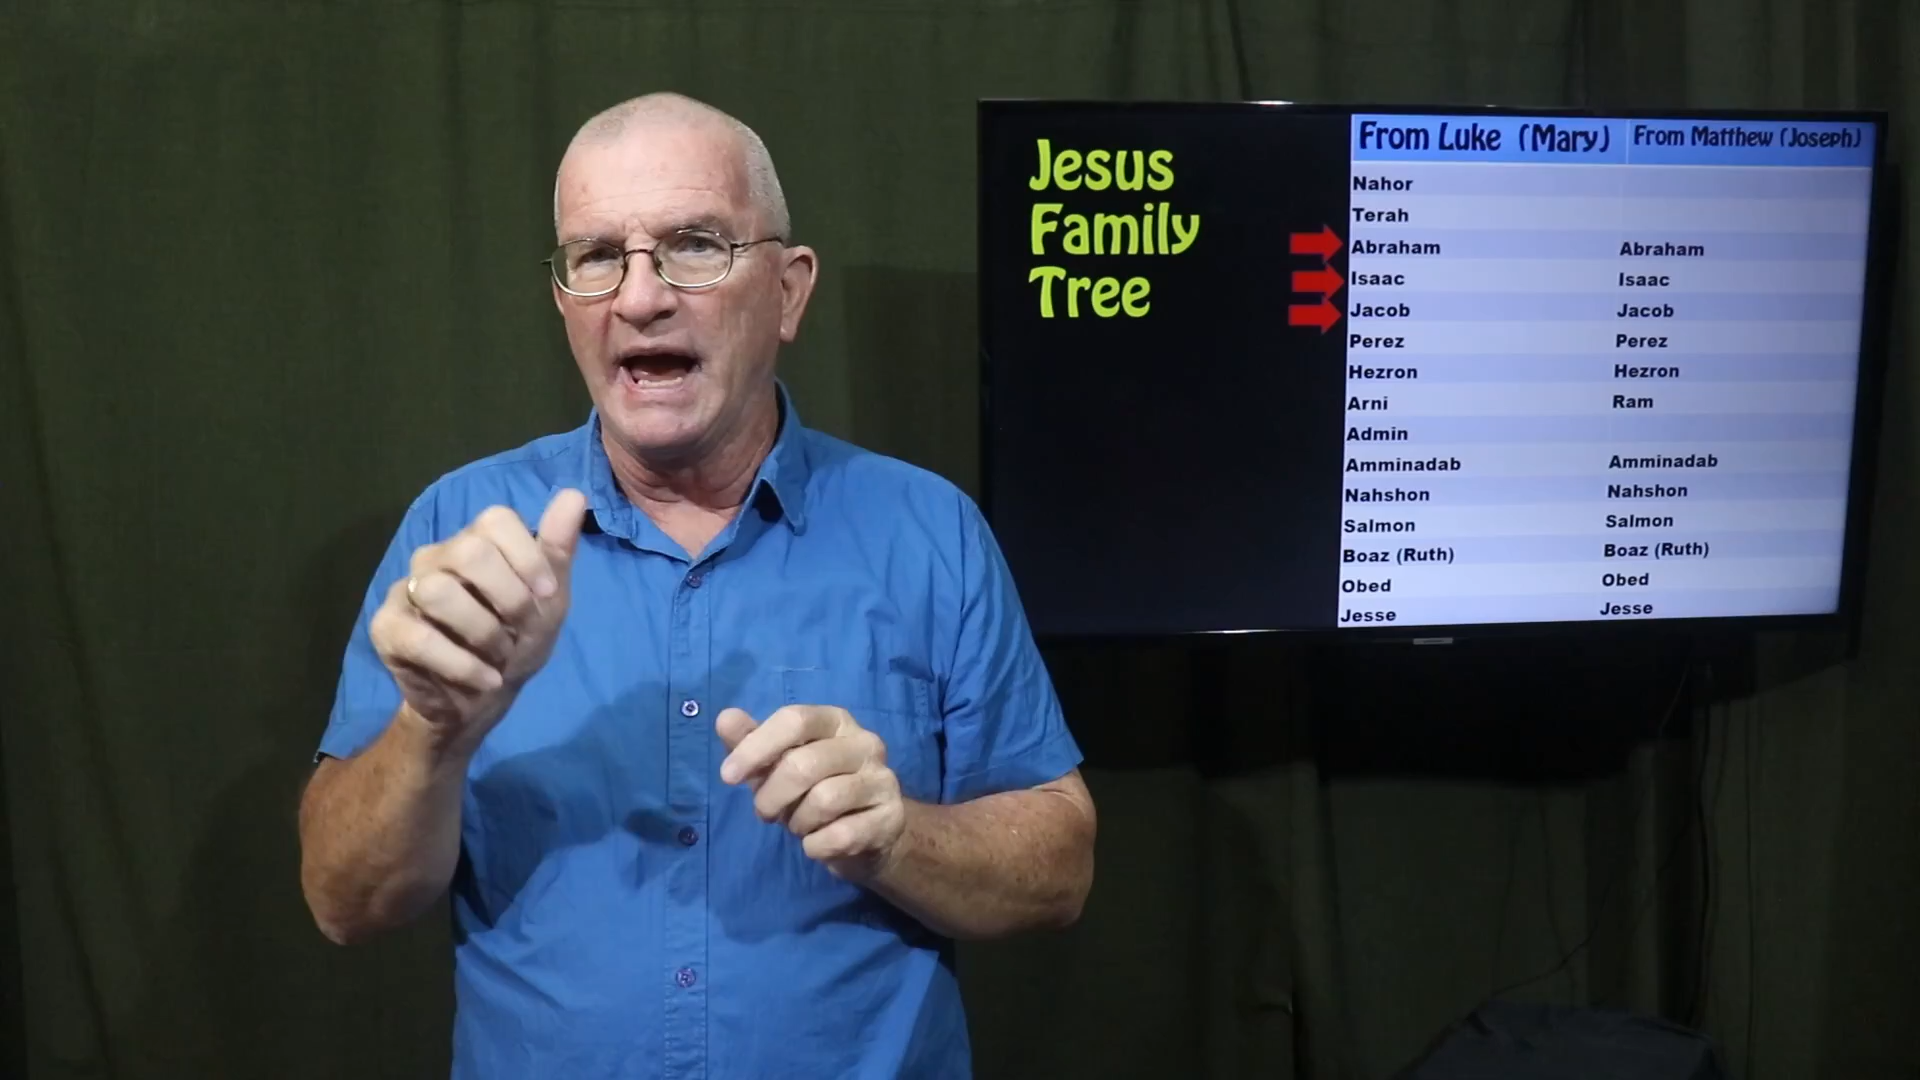 Jesus
Family
Tree
From Luke (Mary) From Matthew (Joseph)
Nahor
Terah
Abraham Abraham
Isaac Isaac
Jacob Jacob
Perez Perez
Hezron Hezron
Arni Ram
Admin
Amminadab Amminadab
Nahshon Nahshon
Salmon Salmon
Boaz (Ruth) Boaz (Ruth)
Obed Obed
Jesse Jesse